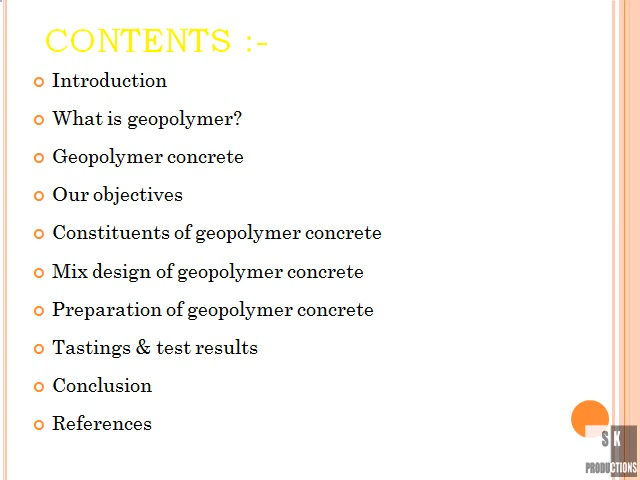 CONTENTS :-
Introduction
What is geopolymer?
Geopolymer concrete
Our objectives
Constituents of geopolymer concrete
Mix design of geopolymer concrete
Preparation of geopolymer concrete
Tastings & test results
Conclusion
References
S K
PRODUCTIONS